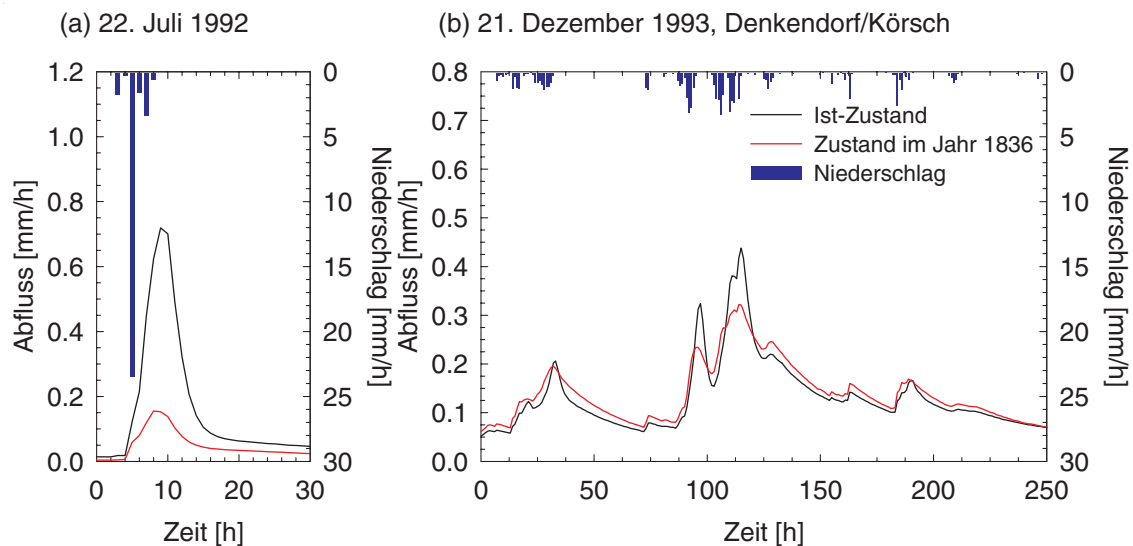 (a) 22. Juli 1992
1.2
1.0
0.8
0.6
0.4
0.2
0.0
Abfluss [mm/h]
0
5
10
15
20
25
30
Niederschlag [mm/h]
0 10 20 30
Zeit [h]
(b) 21. Dezember 1993, Denkendorf/Körsch
0.8
0.7
0.6
0.5
0.4
0.3
0.2
0.1
0.0
Abfluss [mm/h]
Ist-Zustand
Zustand im Jahr 1836
Niederschlag
0
5
10
15
20
25
30
Niederschlag [mm/h]
0 50 100 150 200 250
Zeit [h]